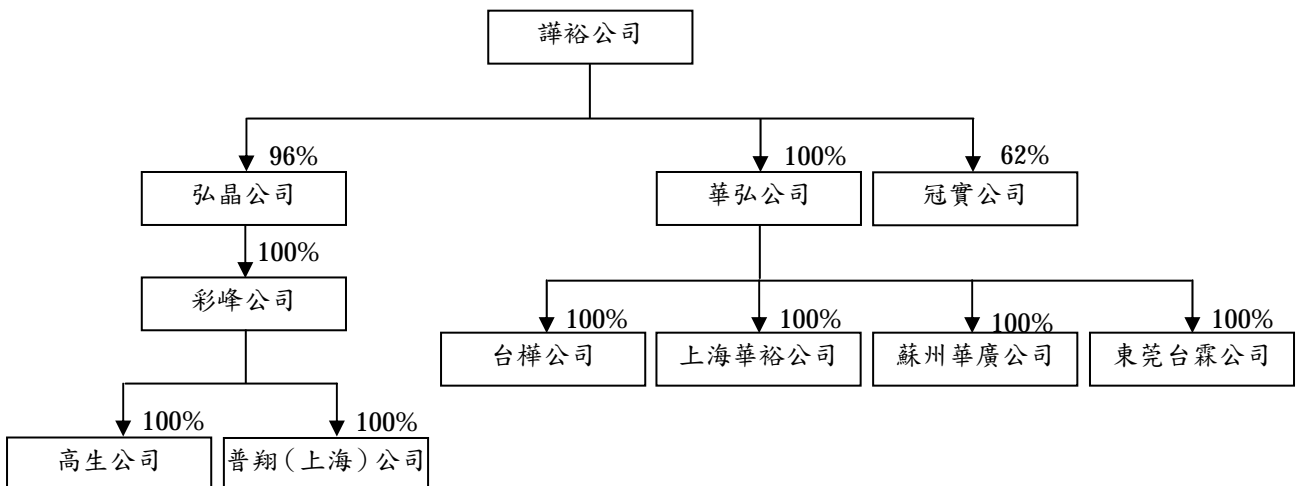 譁裕公司
96%
100%
62%
弘晶公司
華弘公司
冠實公司
100%
彩峰公司
100%
100%
100%
100%
台樺公司
上海華裕公司
蘇州華廣公司
東莞台霖公司
100%
100%
高生公司
普翔（上海）公司